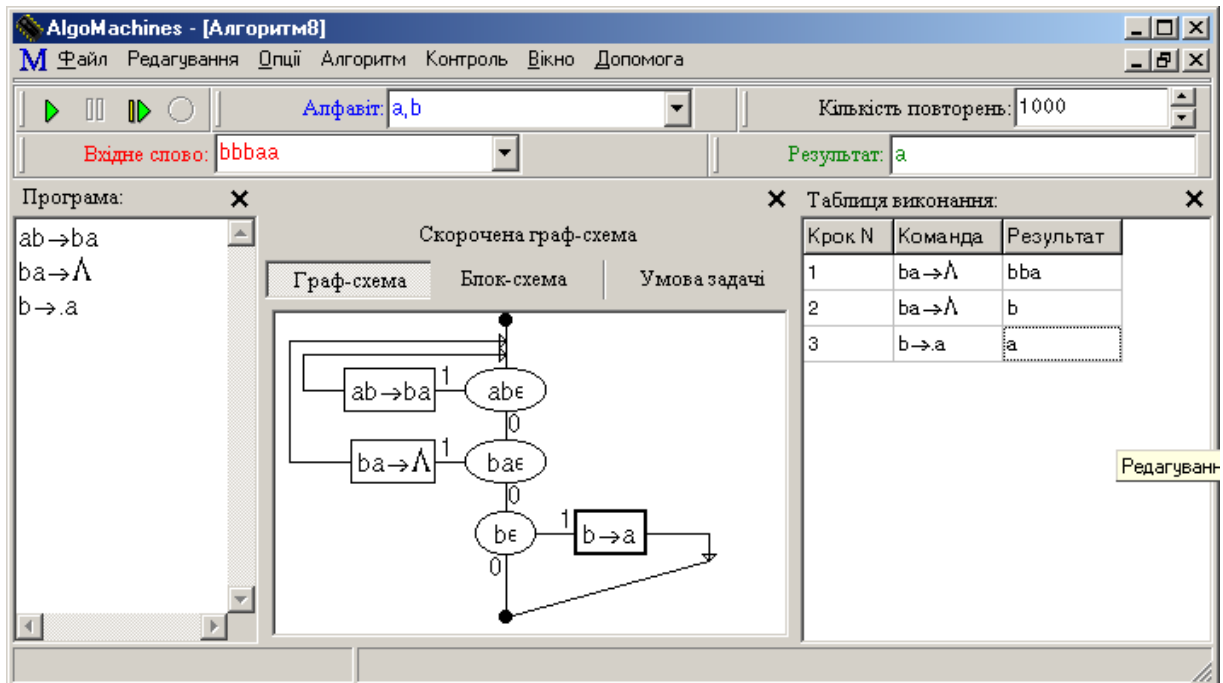 AlgoMachines - [Алгоритм8]
M Файл Редагування Опції Алгоритм Контроль Вікно Допомога
Алфавіт: a,b Кількість повторень: 1000
Вхідне слово: bbbaa Результат: a
Програма: Таблиця виконання:
ab→ba
ba→Λ
b→.a
Скорочена граф-схема
Граф-схема Блок-схема Умова задачі
ab→ba 1 abε
0
ba→Λ 1 baε
0
bε 1 b→a
0
Крок N Команда Результат
1 ba→Λ bba
2 ba→Λ b
3 b→.a a
Редагуванн